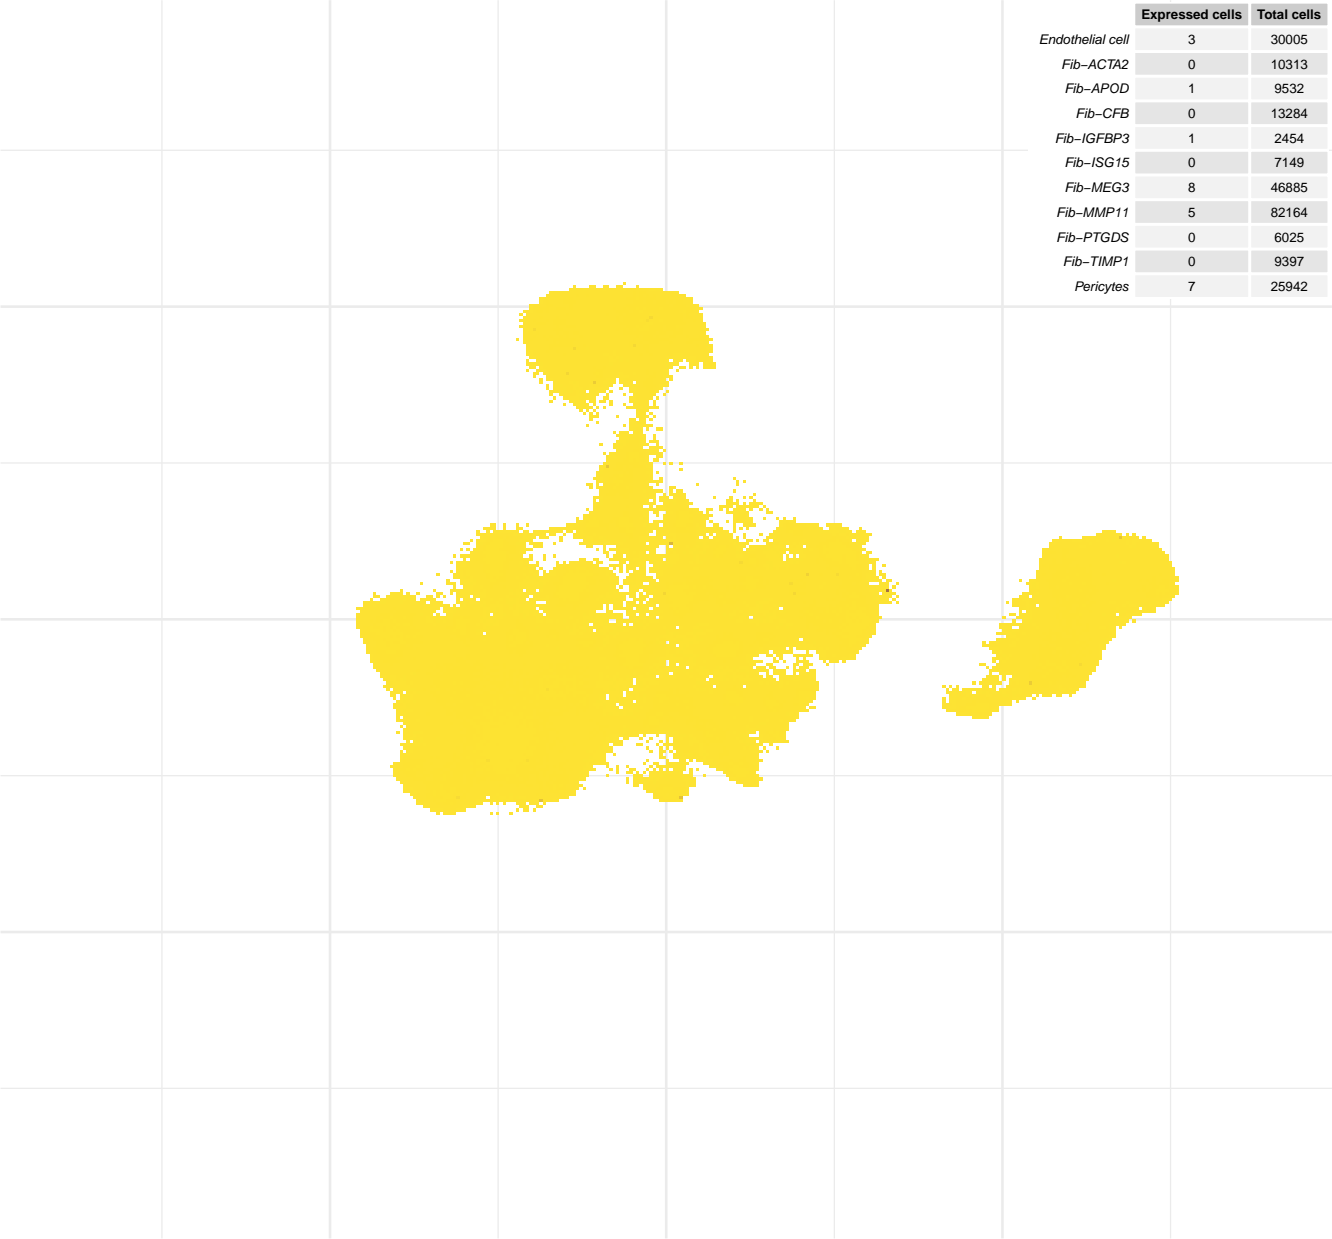 Expressed cells Total cells
Endothelial cell 3 30005
Fib−ACTA2 0 10313
Fib−APOD 1 9532
Fib−CFB 0 13284
Fib−IGFBP3 1 2454
Fib−ISG15 0 7149
Fib−MEG3 8 46885
Fib−MMP11 5 82164
Fib−PTGDS 0 6025
Fib−TIMP1 0 9397
Pericytes 7 25942